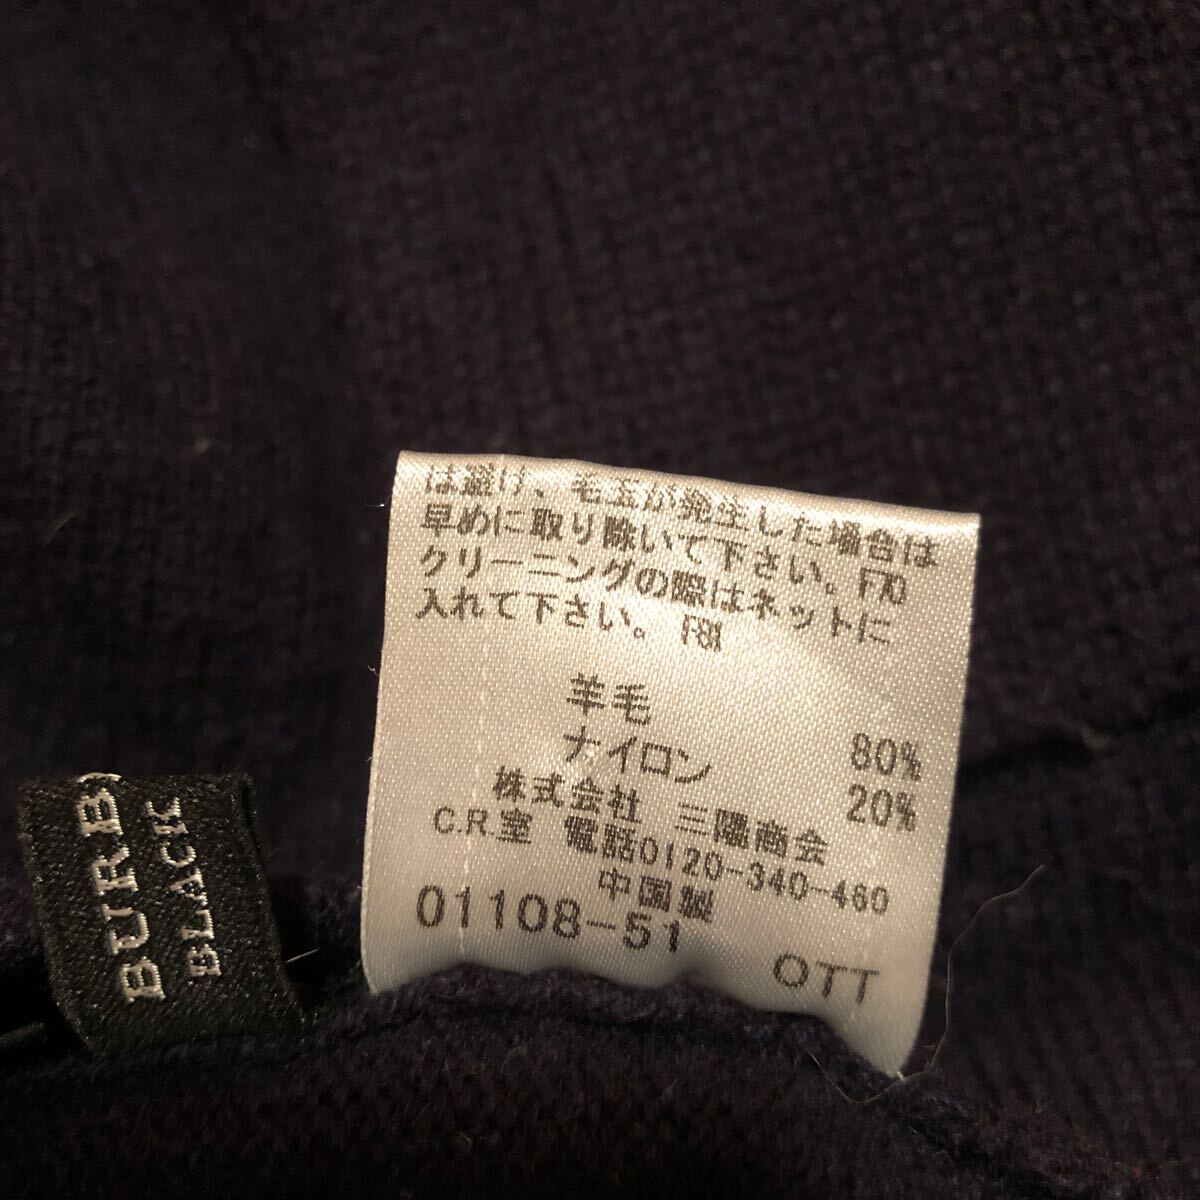 は避け、毛玉が発生した場合は
早めに取り除いて下さい。F70
クリーニングの際はネットに
入れて下さい。F81
羊毛 80%
ナイロン 20%
株式会社 三陽商会
C.R.室 電話0120-340-460
中国製
01108-51
OTT
BURB
BLACK